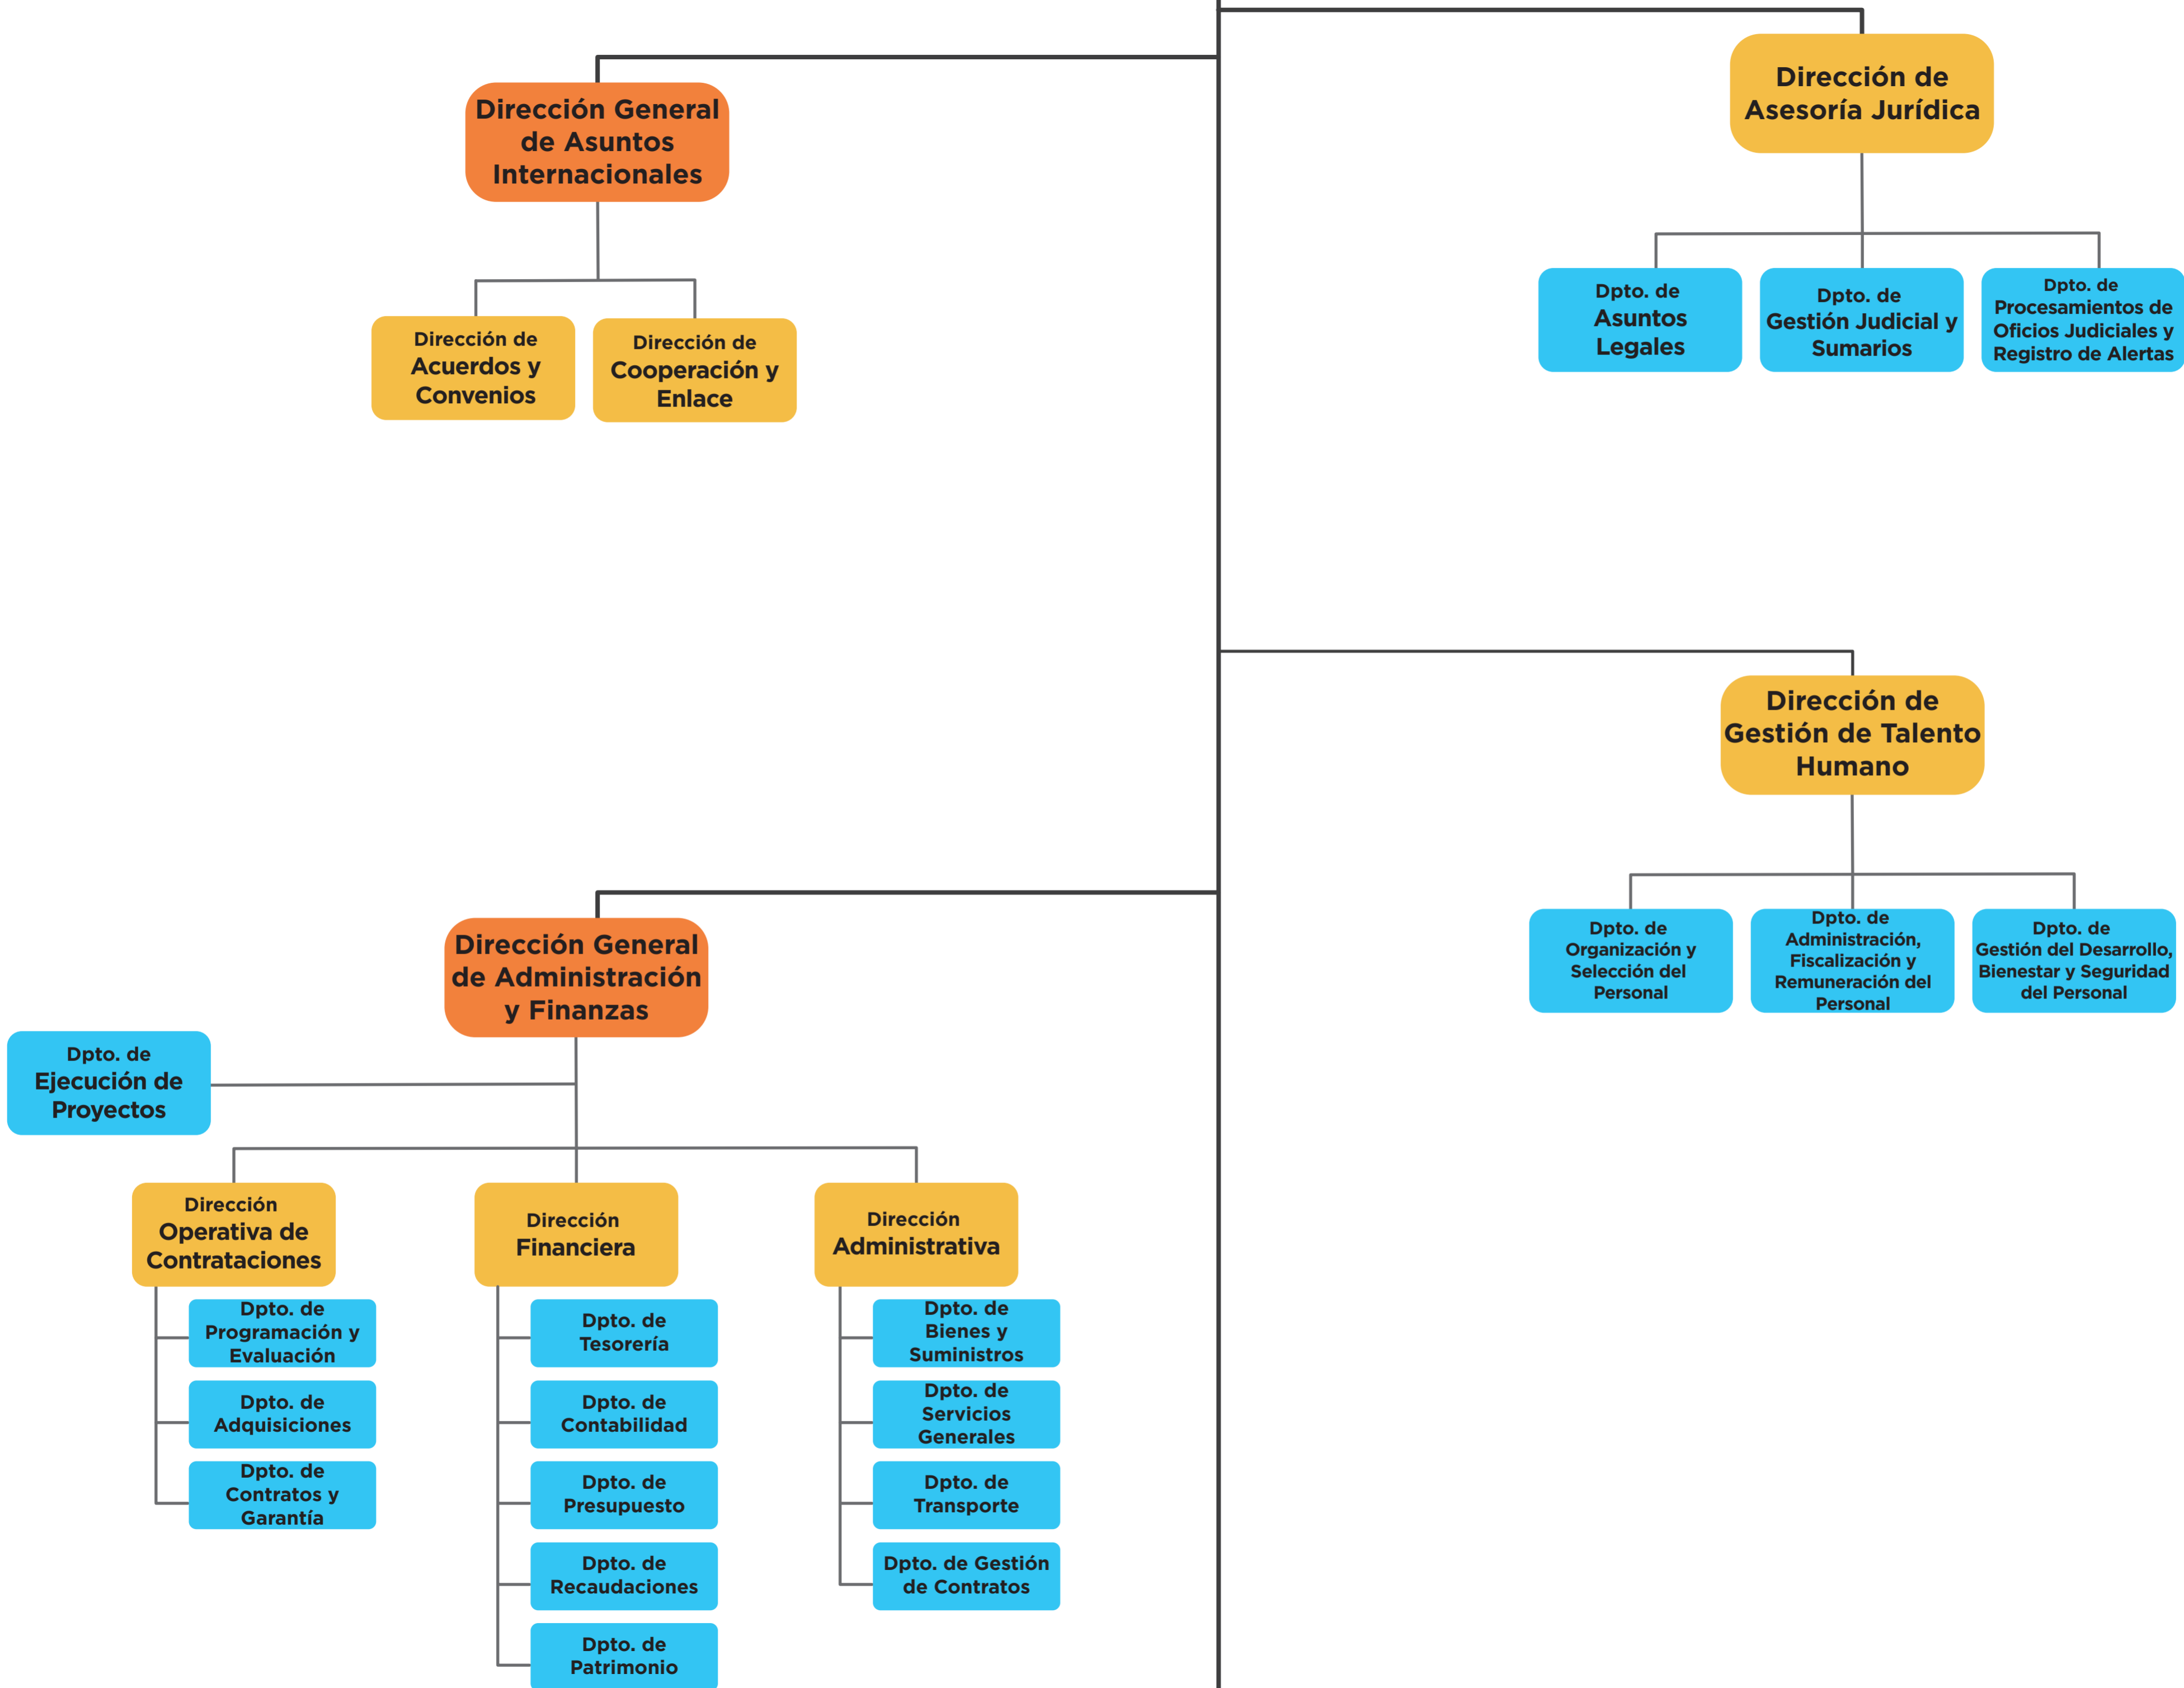 Dirección General
de Asuntos
Internacionales
Dirección de
Acuerdos y
Convenios
Dirección de
Cooperación y
Enlace
Dirección de
Asesoría Jurídica
Dpto. de
Asuntos
Legales
Dpto. de
Gestión Judicial y
Sumarios
Dpto. de
Procesamientos de
Oficios Judiciales y
Registro de Alertas
Dirección de
Gestión de Talento
Humano
Dpto. de
Organización y
Selección del
Personal
Dpto. de
Administración,
Fiscalización y
Remuneración del
Personal
Dpto. de
Gestión del Desarrollo,
Bienestar y Seguridad
del Personal
Dirección General
de Administración
y Finanzas
Dpto. de
Ejecución de
Proyectos
Dirección
Operativa de
Contrataciones
Dpto. de
Programación y
Evaluación
Dpto. de
Adquisiciones
Dpto. de
Contratos y
Garantía
Dirección
Financiera
Dpto. de
Tesorería
Dpto. de
Contabilidad
Dpto. de
Presupuesto
Dpto. de
Recaudaciones
Dpto. de
Patrimonio
Dirección
Administrativa
Dpto. de
Bienes y
Suministros
Dpto. de
Servicios
Generales
Dpto. de
Transporte
Dpto. de Gestión
de Contratos